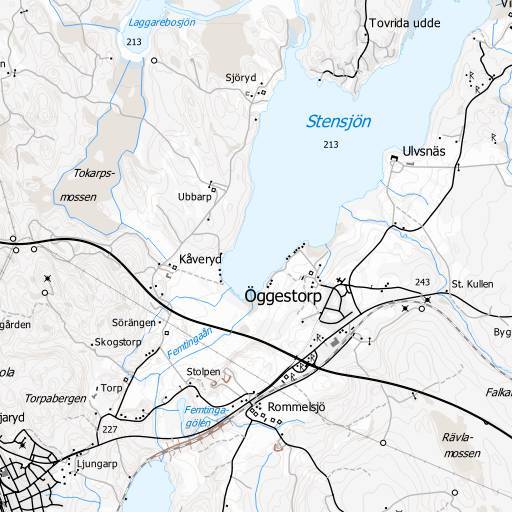 Laggarebosjön
213
Tovrida udde
Sjöryd
Stensjön
213
Ulvsnäs
Tokarps-
mossen
Ubbarp
Kåveryd
Öggestorp
243
St. Kullen
gården
Sörängen
Femtingaån
Skogstorp
Byg
ola
Stolpen
Torp
Torpabergen
Falka
Femtinga-
gölen
Rommelsjö
jaryd
227
Rävla-
mossen
Ljungarp